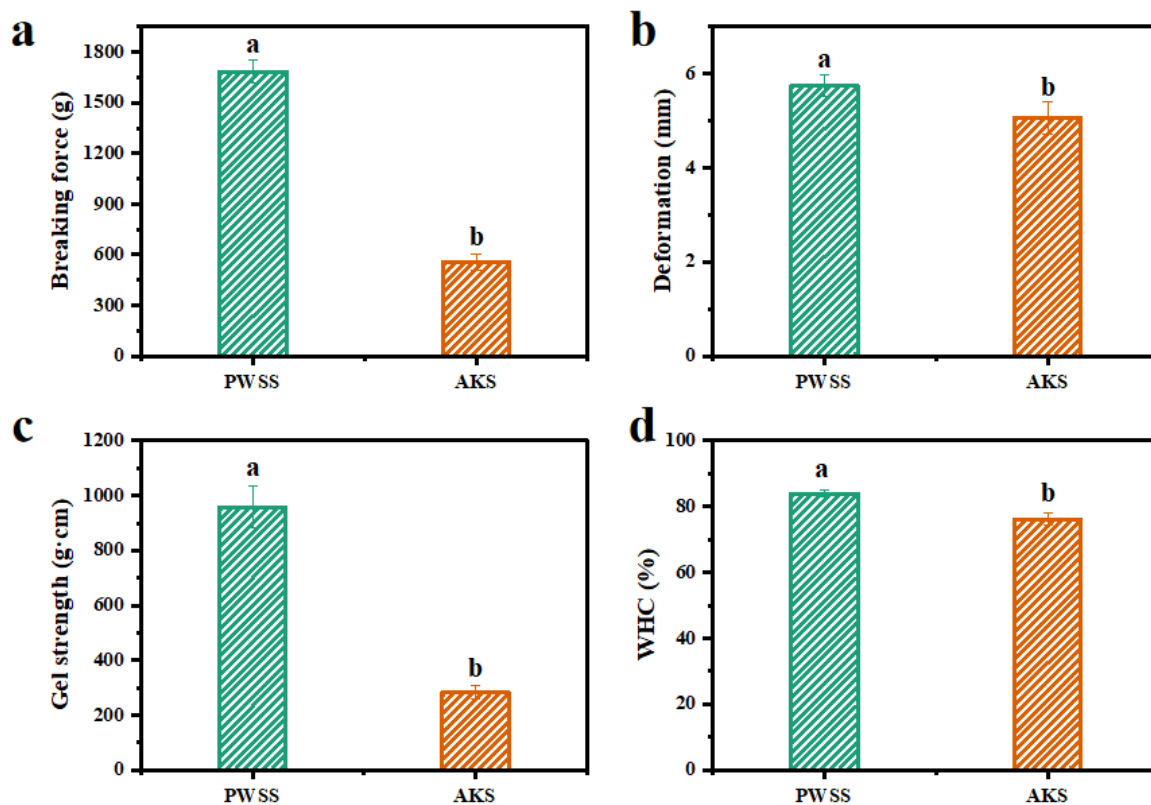 a
Breaking force (g)
1800
1500
1200
900
600
300
0
a
b
PWSS
AKS
b
Deformation (mm)
6
4
2
0
a
b
PWSS
AKS
c
Gel strength (g·cm)
1200
1000
800
600
400
200
0
a
b
PWSS
AKS
d
WHC (%)
100
80
60
40
20
0
a
b
PWSS
AKS